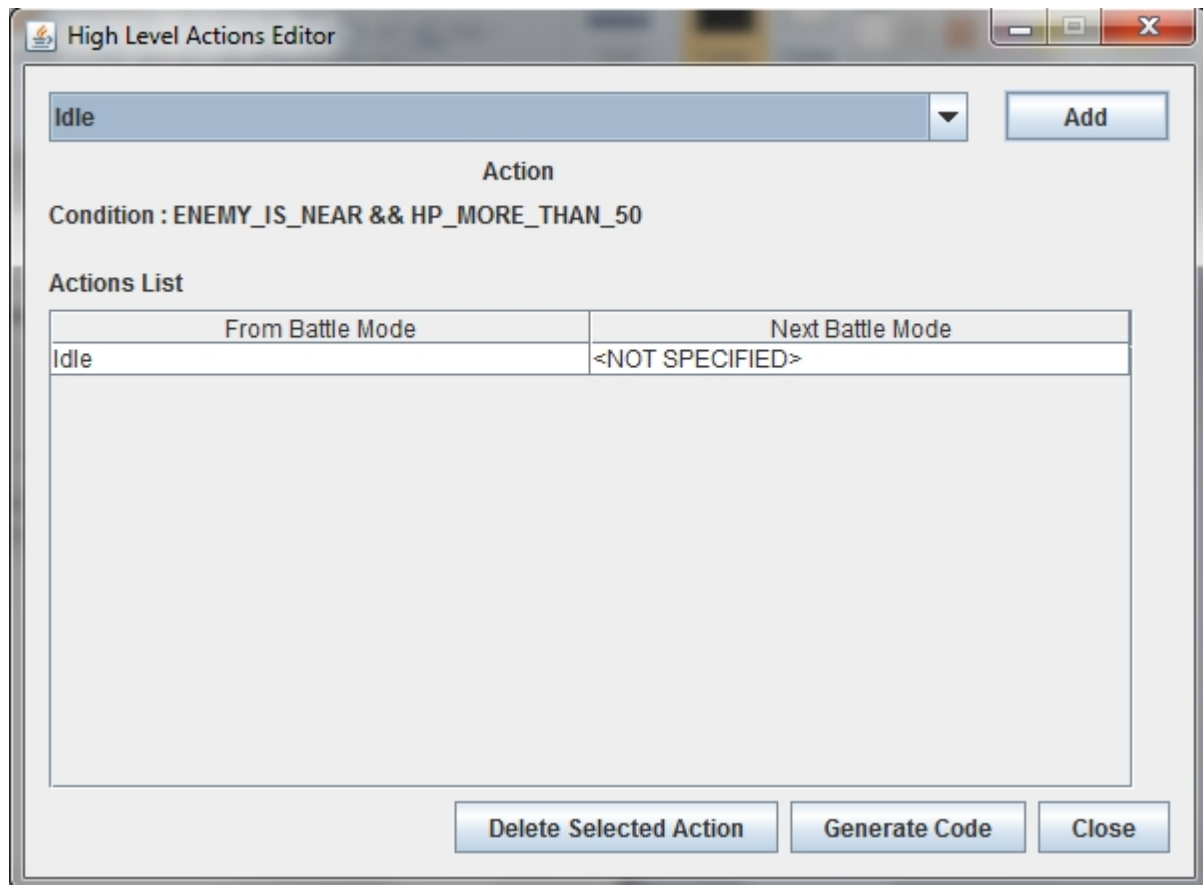 High Level Actions Editor
Idle
Add
Action
Condition : ENEMY_IS_NEAR && HP_MORE_THAN_50
Actions List
From Battle Mode Next Battle Mode
Idle <NOT SPECIFIED>
Delete Selected Action Generate Code Close